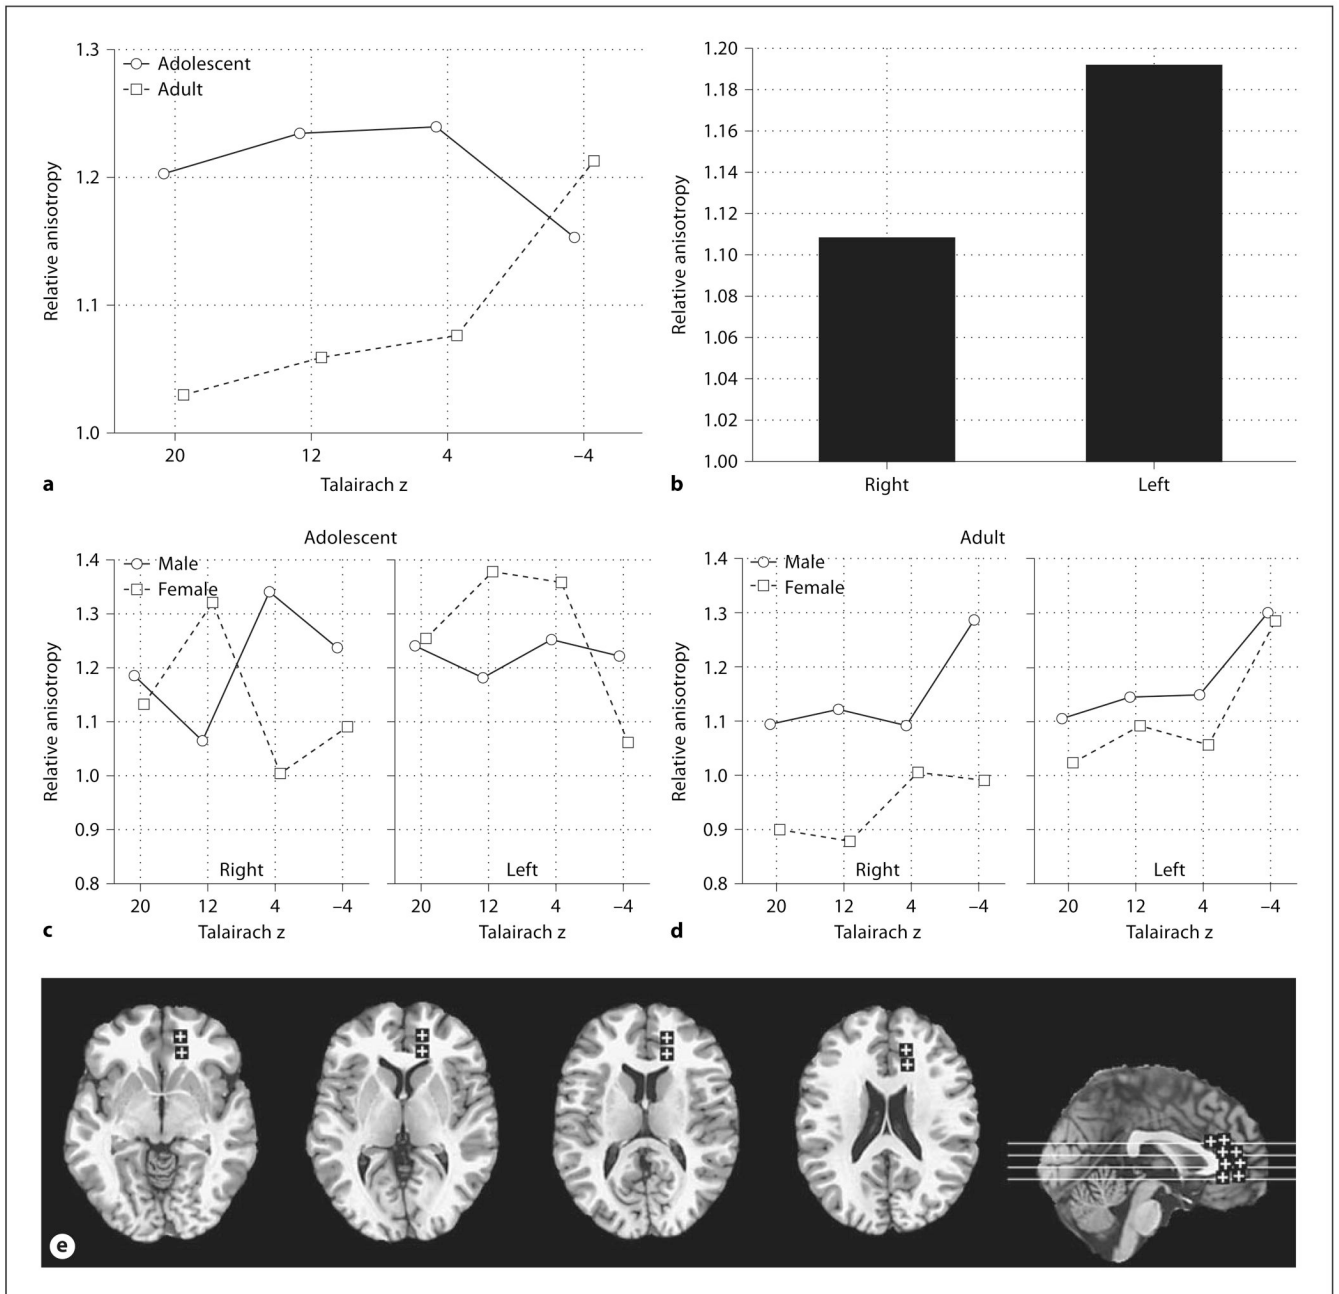 1.3
Adolescent
Adult
1.2
1.1
1.0
Relative anisotropy
20 12 4 –4
Talairach z
a
1.20
1.18
1.16
1.14
1.12
1.10
1.08
1.06
1.04
1.02
1.00
Relative anisotropy
Right Left
b
Adolescent
1.4
Male
Female
1.3
1.2
1.1
1.0
0.9
0.8
Relative anisotropy
Right Left
20 12 4 –4 20 12 4 –4
Talairach z Talairach z
c
Adult
1.4
Male
Female
1.3
1.2
1.1
1.0
0.9
0.8
Relative anisotropy
Right Left
20 12 4 –4 20 12 4 –4
Talairach z Talairach z
d
e